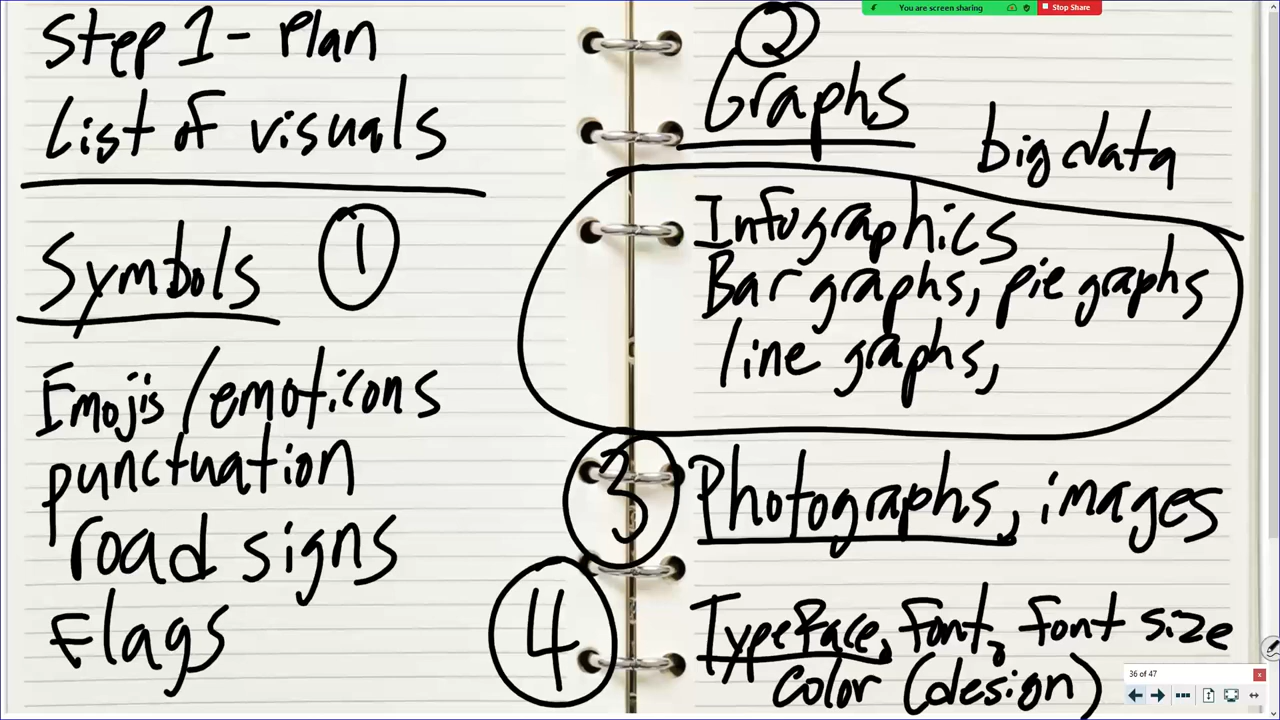 Step 1 - Plan
List of visuals
Symbols 1
Emojis / emoticons
punctuation
road signs
Flags
2
Graphs
big data
Infographics
Bar graphs, pie graphs
line graphs,
3 Photographs, images
4 Typeface, font, font size
color (design)
You are screen sharing
Stop Share
36 of 47